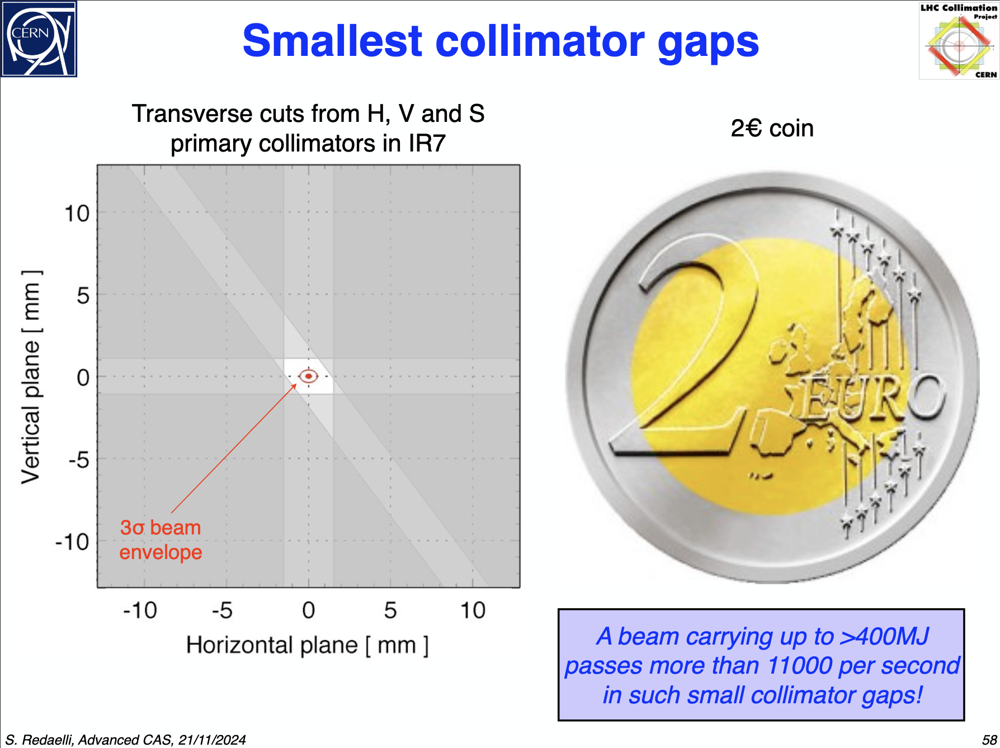 CERN
Smallest collimator gaps
LHC Collimation
Project
CERN
Transverse cuts from H, V and S
primary collimators in IR7
2€ coin
10
5
0
-5
-10
Vertical plane [ mm ]
3σ beam
envelope
-10 -5 0 5 10
Horizontal plane [ mm ]
2 EURO
A beam carrying up to >400MJ
passes more than 11000 per second
in such small collimator gaps!
S. Redaelli, Advanced CAS, 21/11/2024
58